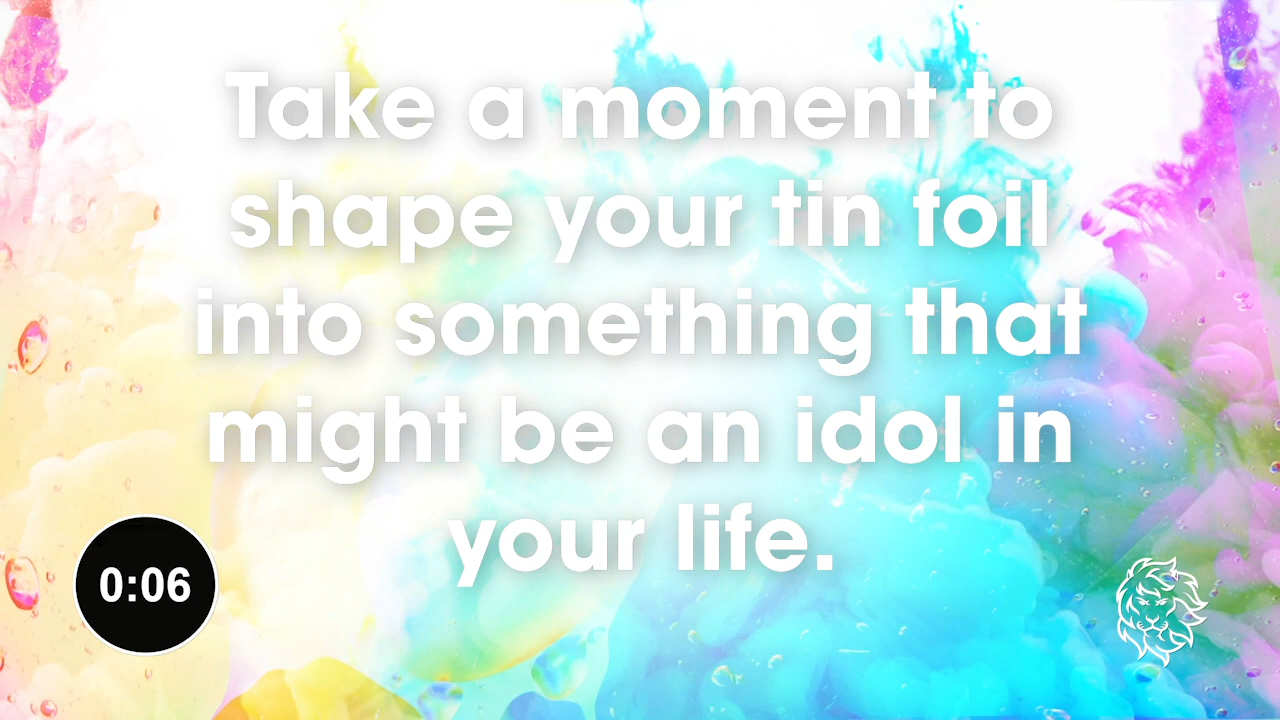 Take a moment to
shape your tin foil
into something that
might be an idol in
your life.
0:06